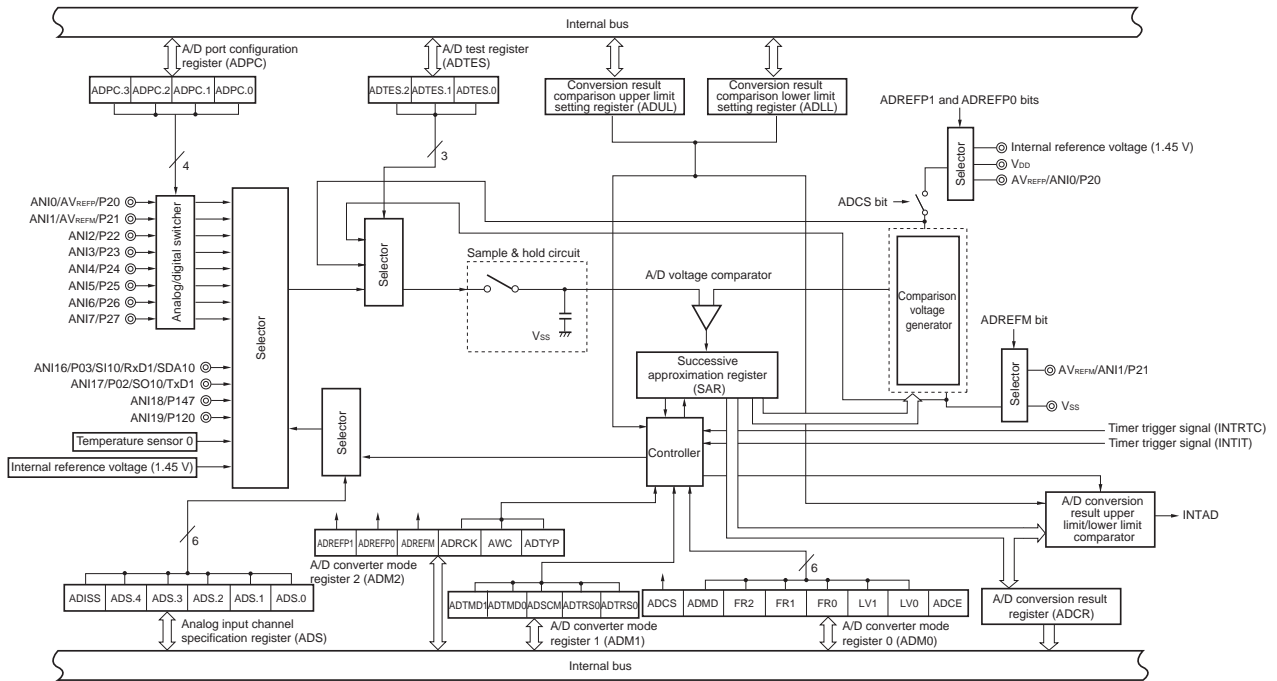 Internal bus
A/D port configuration
register (ADPC)
ADPC.3 ADPC.2 ADPC.1 ADPC.0
4
A/D test register
(ADTES)
ADTES.2 ADTES.1 ADTES.0
3
Conversion result
comparison upper limit
setting register (ADUL)
Conversion result
comparison lower limit
setting register (ADLL)
ADREFP1 and ADREFP0 bits
Selector
Internal reference voltage (1.45 V)
VDD
AVREFP/ANI0/P20
ADCS bit
ANI0/AVREFP/P20
ANI1/AVREFM/P21
ANI2/P22
ANI3/P23
ANI4/P24
ANI5/P25
ANI6/P26
ANI7/P27
Analog/digital switcher
ANI16/P03/SI10/RxD1/SDA10
ANI17/P02/SO10/TxD1
ANI18/P147
ANI19/P120
Temperature sensor 0
Internal reference voltage (1.45 V)
Selector
Selector
Sample & hold circuit
VSS
A/D voltage comparator
Comparison
voltage
generator
ADREFM bit
Selector
AVREFM/ANI1/P21
VSS
Successive
approximation register
(SAR)
Controller
Timer trigger signal (INTRTC)
Timer trigger signal (INTIT)
Selector
A/D conversion
result upper
limit/lower limit
comparator
INTAD
6
ADISS ADS.4 ADS.3 ADS.2 ADS.1 ADS.0
Analog input channel
specification register (ADS)
ADREFP1 ADREFP0 ADREFM ADRCK AWC ADTYP
A/D converter mode
register 2 (ADM2)
ADTMD1 ADTMD0 ADSCM ADTRS0 ADTRS0
A/D converter mode
register 1 (ADM1)
6
ADCS ADMD FR2 FR1 FR0 LV1 LV0 ADCE
A/D converter mode
register 0 (ADM0)
A/D conversion result
register (ADCR)
Internal bus